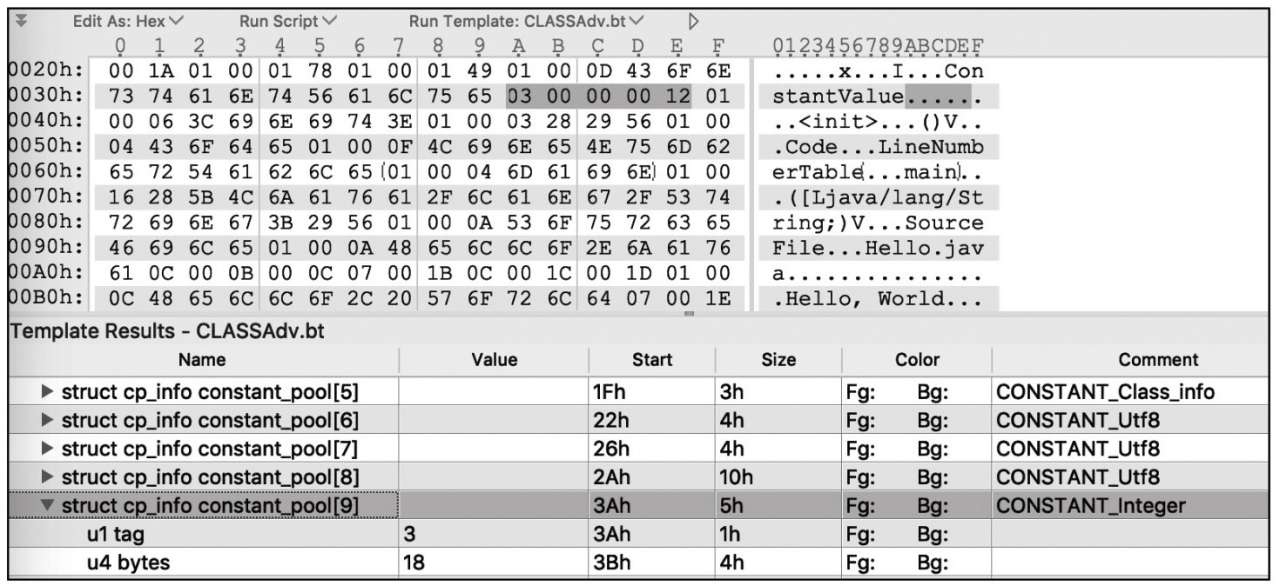 Edit As: Hex Run Script Run Template: CLASSAdv.bt
0 1 2 3 4 5 6 7 8 9 A B C D E F 0123456789ABCDEF
0020h: 00 1A 01 00 01 78 01 00 01 49 01 00 0D 43 6F 6E .....x...I...Con
0030h: 73 74 61 6E 74 56 61 6C 75 65 03 00 00 00 12 01 stantValue......
0040h: 00 06 3C 69 6E 69 74 3E 01 00 03 28 29 56 01 00 ..<init>...()V..
0050h: 04 43 6F 64 65 01 00 0F 4C 69 6E 65 4E 75 6D 62 .Code...LineNumb
0060h: 65 72 54 61 62 6C 65 (01 00 04 6D 61 69 6E) 01 00 erTable(...main)..
0070h: 16 28 5B 4C 6A 61 76 61 2F 6C 61 6E 67 2F 53 74 .([Ljava/lang/St
0080h: 72 69 6E 67 3B 29 56 01 00 0A 53 6F 75 72 63 65 ring;)V...Source
0090h: 46 69 6C 65 01 00 0A 48 65 6C 6C 6F 2E 6A 61 76 File...Hello.jav
00A0h: 61 0C 00 0B 00 0C 07 00 1B 0C 00 1C 00 1D 01 00 a...............
00B0h: 0C 48 65 6C 6C 6F 2C 20 57 6F 72 6C 64 07 00 1E .Hello, World...
Template Results - CLASSAdv.bt
Name Value Start Size Color Comment
struct cp_info constant_pool[5] 1Fh 3h Fg: Bg: CONSTANT_Class_info
struct cp_info constant_pool[6] 22h 4h Fg: Bg: CONSTANT_Utf8
struct cp_info constant_pool[7] 26h 4h Fg: Bg: CONSTANT_Utf8
struct cp_info constant_pool[8] 2Ah 10h Fg: Bg: CONSTANT_Utf8
struct cp_info constant_pool[9] 3Ah 5h Fg: Bg: CONSTANT_Integer
u1 tag 3 3Ah 1h Fg: Bg:
u4 bytes 18 3Bh 4h Fg: Bg: